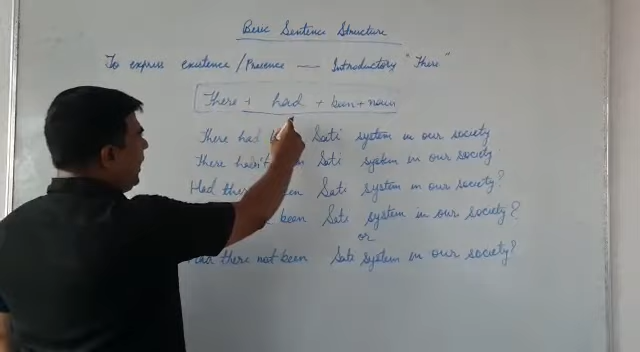 Basic Sentence Structure
To express existence/Presence — Introductory "There"
There + had + been + noun
There had Sati system in our society
There hadn't Sati system in our society
Had there been Sati system in our society?
been Sati system in our society?
or
there not been Sati system in our society?